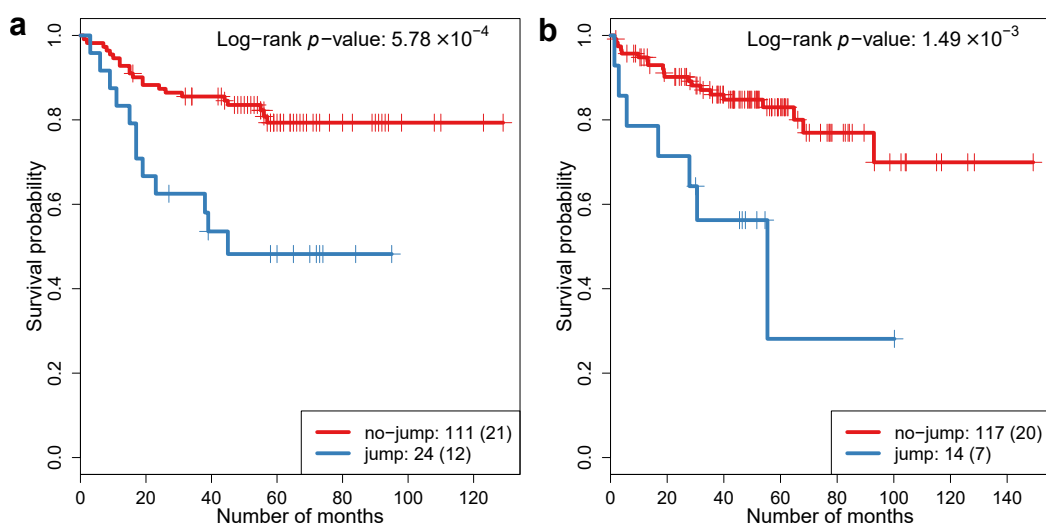 a
Log-rank p-value: 5.78 ×10⁻⁴
Survival probability
1.0
0.8
0.6
0.4
0.2
0.0
no-jump: 111 (21)
jump: 24 (12)
0 20 40 60 80 100 120
Number of months
b
Log-rank p-value: 1.49 ×10⁻³
Survival probability
1.0
0.8
0.6
0.4
0.2
0.0
no-jump: 117 (20)
jump: 14 (7)
0 20 40 60 80 100 120 140
Number of months